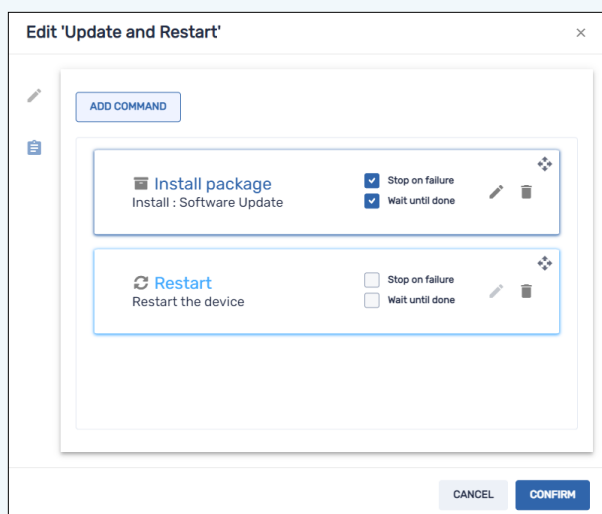 Edit 'Update and Restart'
ADD COMMAND
Install package
Install : Software Update
Stop on failure
Wait until done
Restart
Restart the device
Stop on failure
Wait until done
CANCEL
CONFIRM